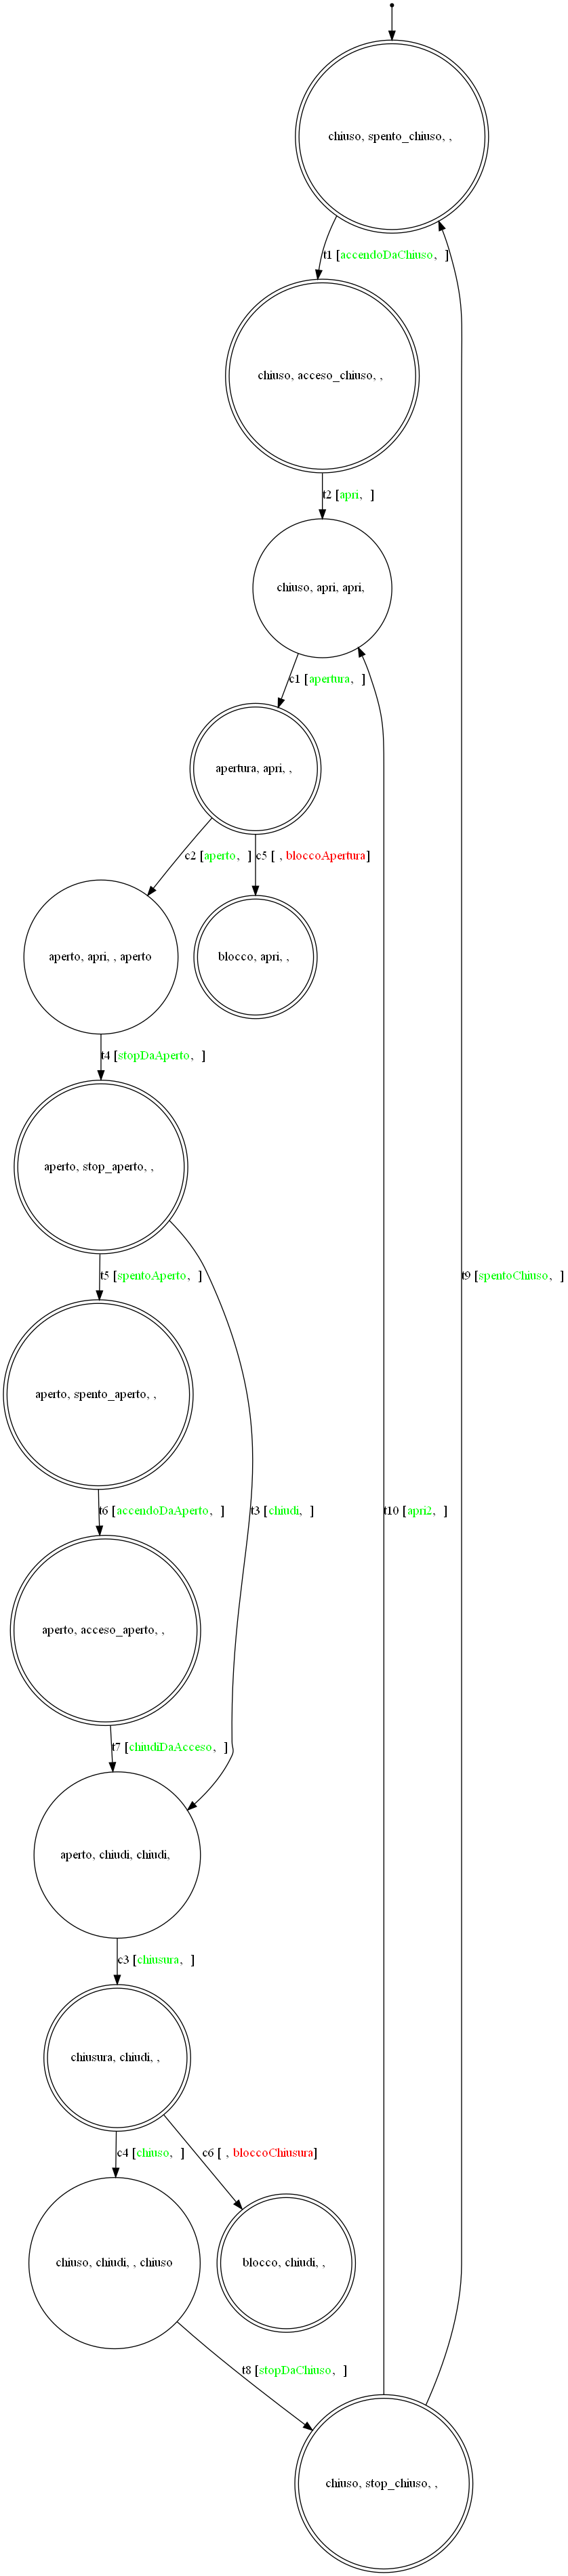 chiuso, spento_chiuso, ,
t1 [accendoDaChiuso, ]
chiuso, acceso_chiuso, ,
t2 [apri, ]
chiuso, apri, apri,
c1 [apertura, ]
apertura, apri, ,
c2 [aperto, ]
c5 [ , bloccoApertura]
aperto, apri, , aperto
blocco, apri, ,
t4 [stopDaAperto, ]
aperto, stop_aperto, ,
t5 [spentoAperto, ]
t9 [spentoChiuso, ]
aperto, spento_aperto, ,
t6 [accendoDaAperto, ]
t3 [chiudi, ]
t10 [apri2, ]
aperto, acceso_aperto, ,
t7 [chiudiDaAcceso, ]
aperto, chiudi, chiudi,
c3 [chiusura, ]
chiusura, chiudi, ,
c4 [chiuso, ]
c6 [ , bloccoChiusura]
chiuso, chiudi, , chiuso
blocco, chiudi, ,
t8 [stopDaChiuso, ]
chiuso, stop_chiuso, ,